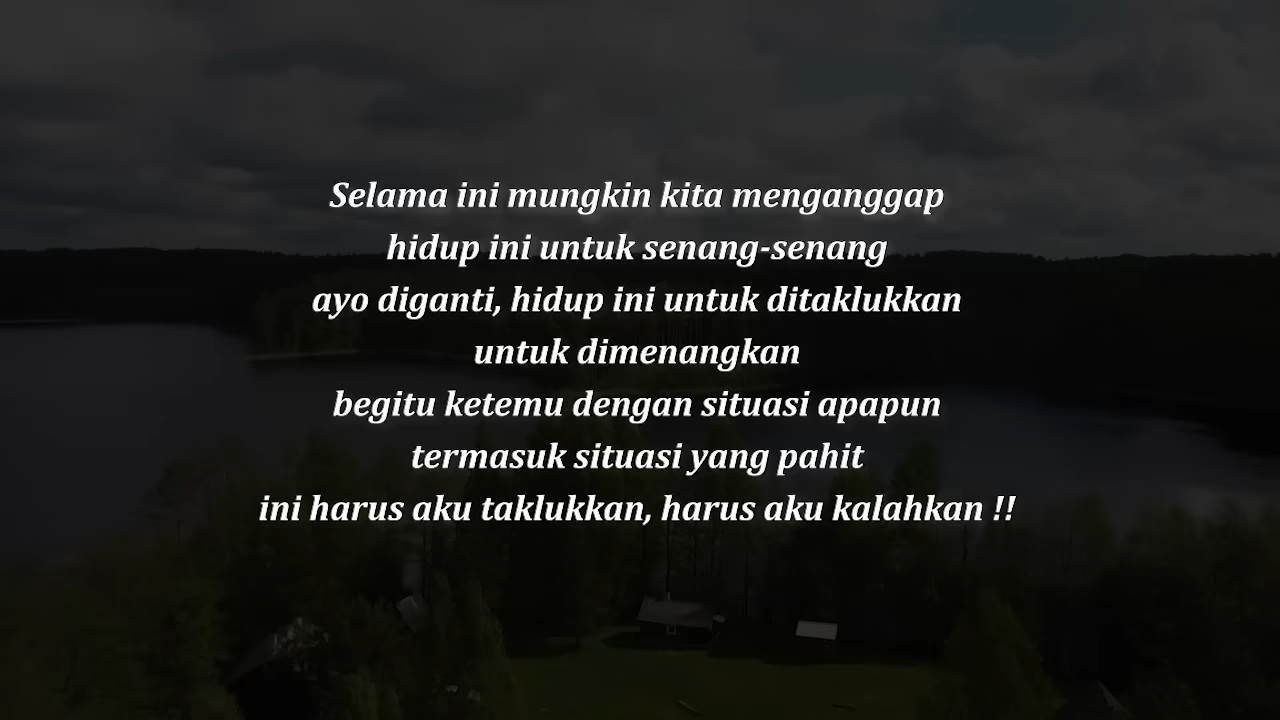 Selama ini mungkin kita menganggap
hidup ini untuk senang-senang
ayo diganti, hidup ini untuk ditaklukkan
untuk dimenangkan
begitu ketemu dengan situasi apapun
termasuk situasi yang pahit
ini harus aku taklukkan, harus aku kalahkan !!